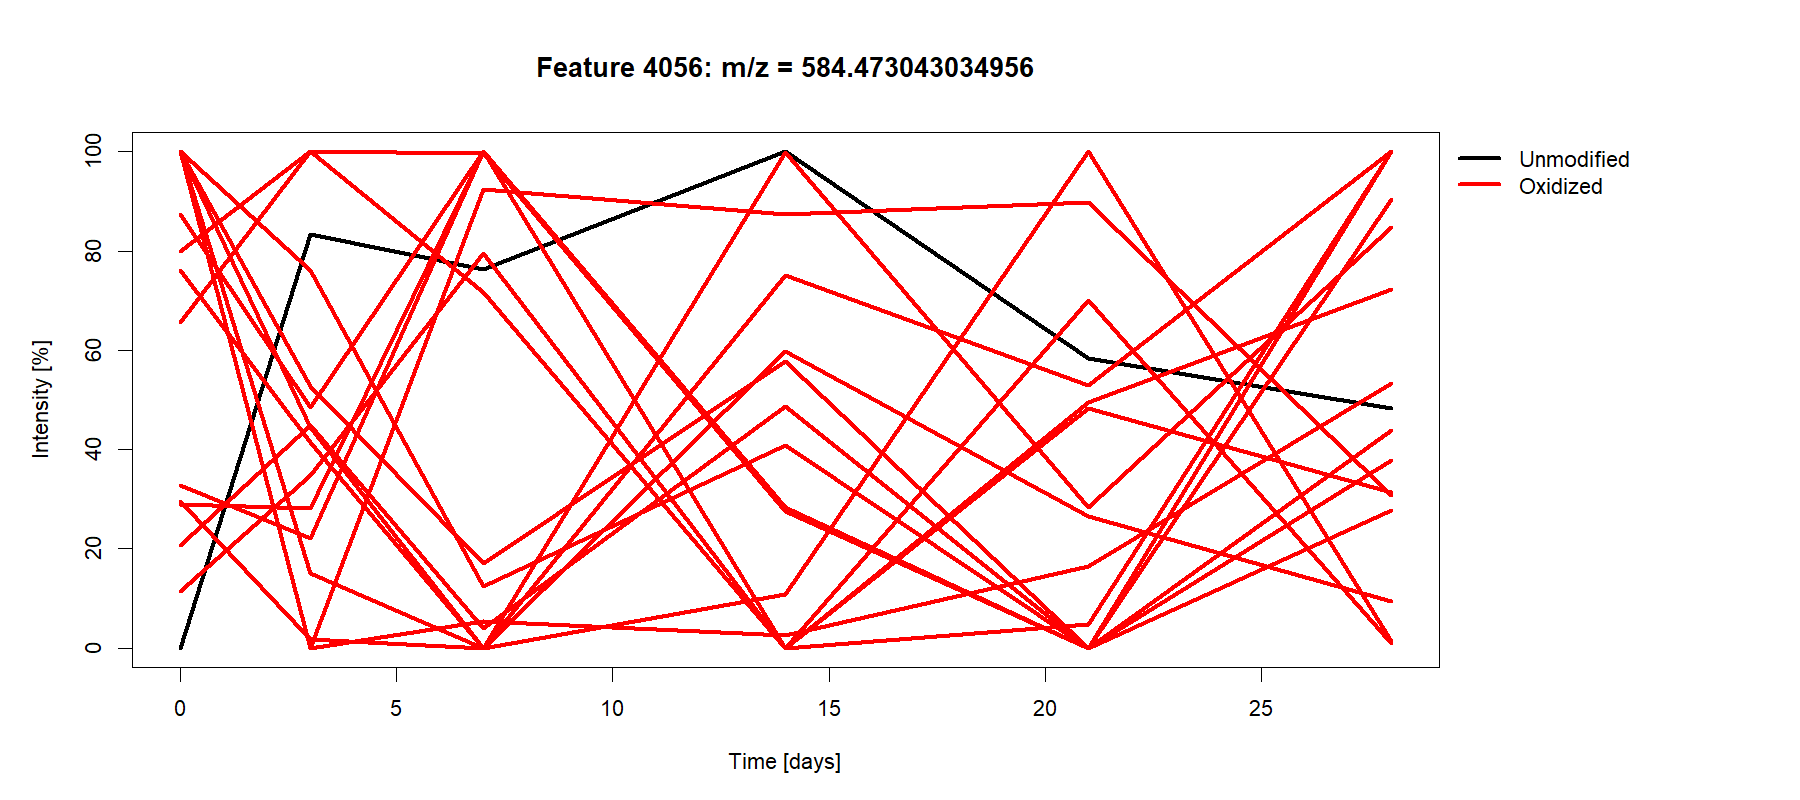 Feature 4056: m/z = 584.473043034956
Unmodified
Oxidized
Intensity [%]
100
80
60
40
20
0
0 5 10 15 20 25
Time [days]